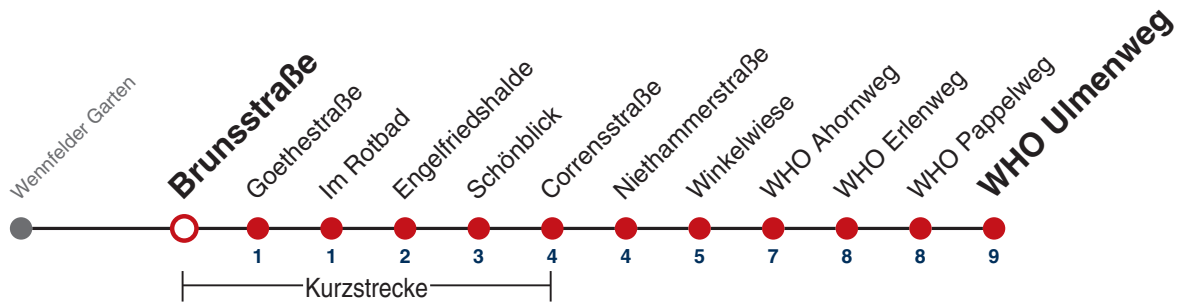 Wennfelder Garten
Brunsstraße
Goethestraße
Im Rotbad
Engelfriedshalde
Schönblick
Corrensstraße
Niethammerstraße
Winkelwiese
WHO Ahornweg
WHO Erlenweg
WHO Pappelweg
WHO Ulmenweg
1 1 2 3 4 4 5 7 8 8 9
Kurzstrecke